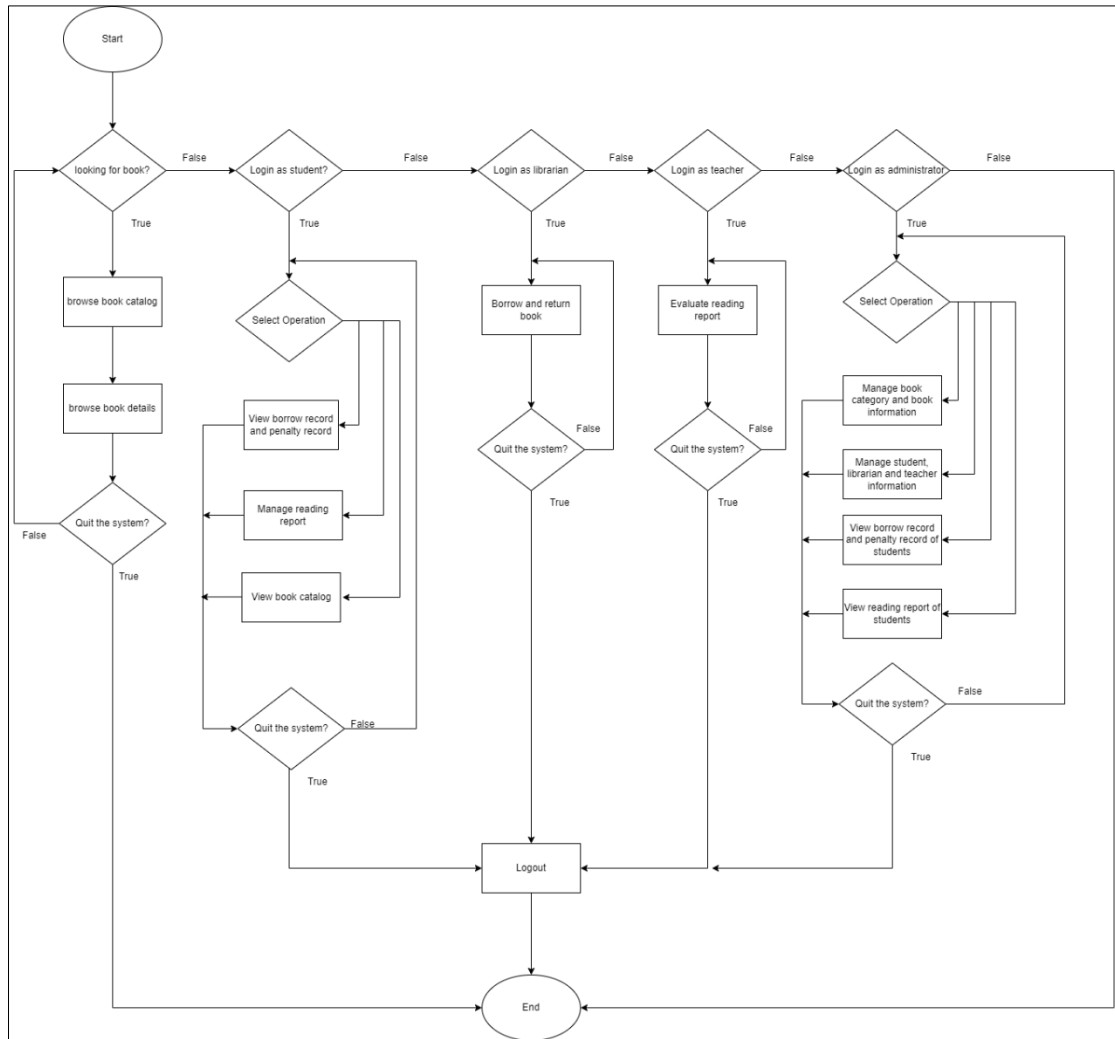 Start
looking for book?
False
Login as student?
False
Login as librarian
False
Login as teacher
False
Login as administrator
False
True
True
True
True
True
browse book catalog
Select Operation
Borrow and return
book
Evaluate reading
report
Select Operation
browse book details
View borrow record
and penalty record
Quit the system?
False
Quit the system?
False
Manage book
category and book
information
Manage student,
librarian and teacher
information
Quit the system?
False
True
Manage reading
report
True
True
View borrow record
and penalty record of
students
View book catalog
View reading report of
students
Quit the system?
False
True
Quit the system?
False
True
Logout
End